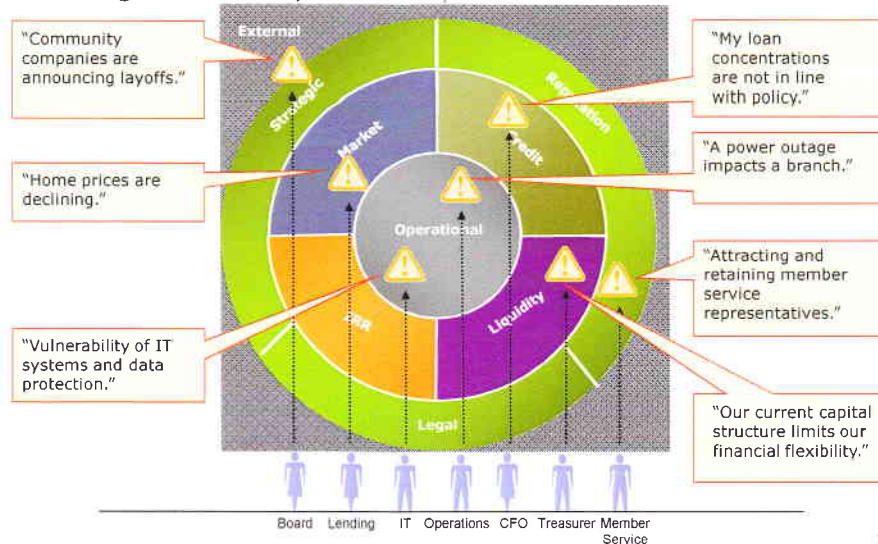 External
"Community
companies are
announcing layoffs."
"My loan
concentrations
are not in line
with policy."
Strategic
Reputation
Market
Credit
"A power outage
impacts a branch."
"Home prices are
declining."
Operational
"Attracting and
retaining member
service
representatives."
IRR
Liquidity
"Vulnerability of IT
systems and data
protection."
Legal
"Our current capital
structure limits our
financial flexibility."
Board Lending IT Operations CFO Treasurer Member
Service